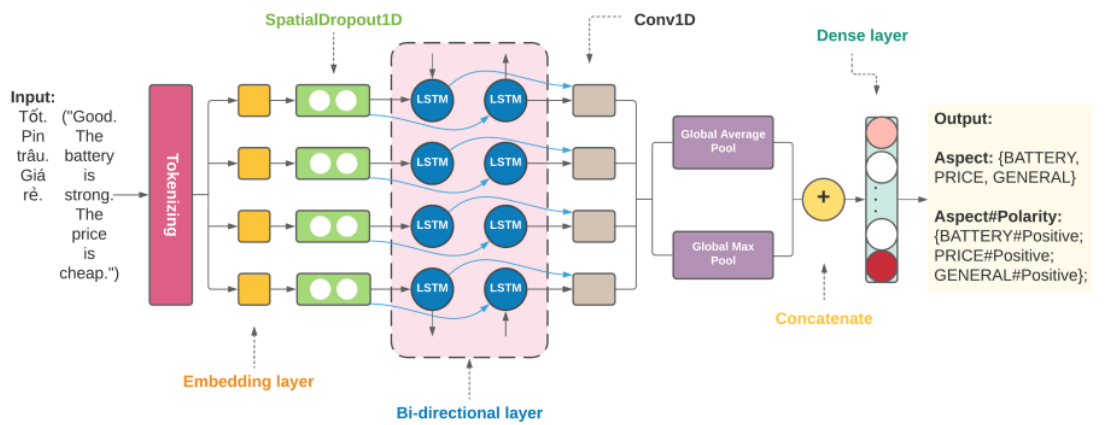 SpatialDropout1D
Conv1D
Dense layer
Input:
Tốt.
Pin
trâu.
Giá
rẻ.
("Good.
The
battery
is
strong.
The
price
is
cheap.")
Tokenizing
LSTM
LSTM
LSTM
LSTM
LSTM
LSTM
LSTM
LSTM
Global Average
Pool
Global Max
Pool
+
Output:
Aspect: {BATTERY,
PRICE, GENERAL}
Aspect#Polarity:
{BATTERY#Positive;
PRICE#Positive;
GENERAL#Positive};
Concatenate
Embedding layer
Bi-directional layer